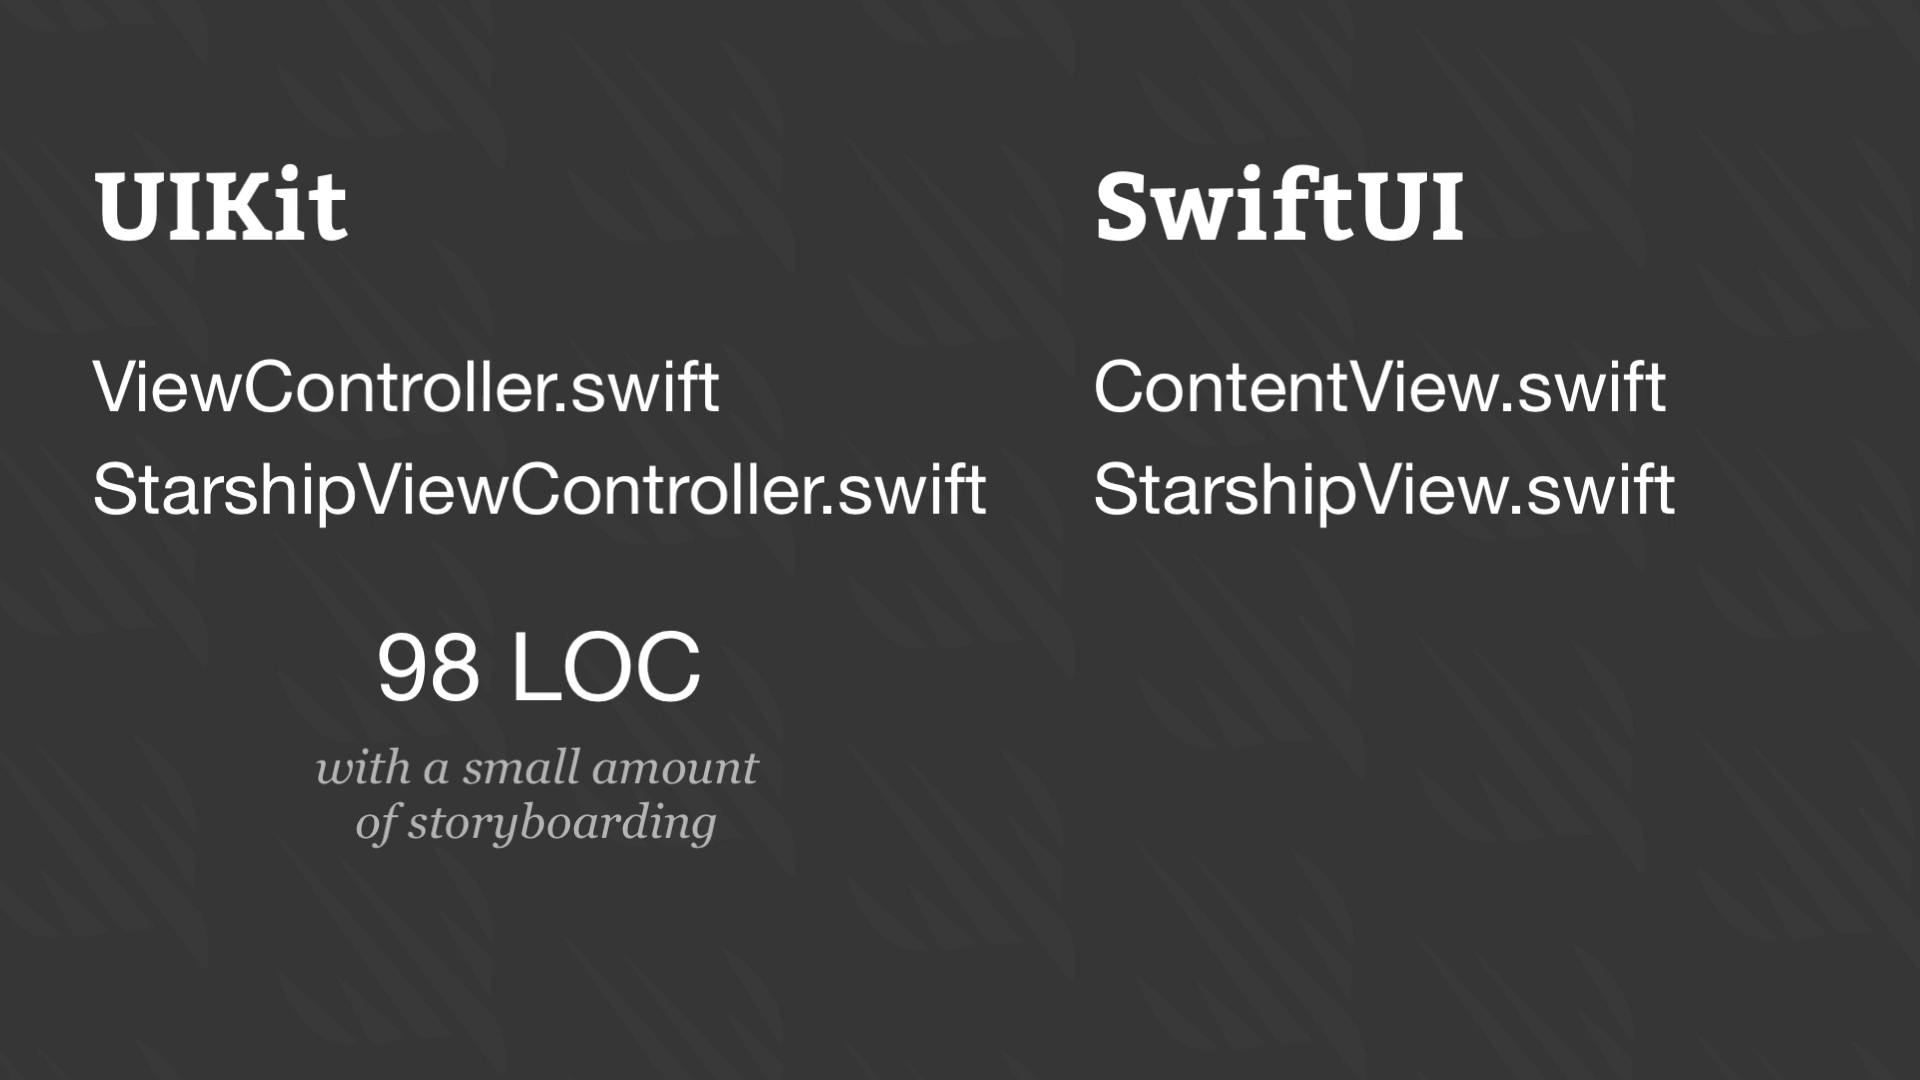 UIKit
ViewController.swift
StarshipViewController.swift
98 LOC
with a small amount
of storyboarding
SwiftUI
ContentView.swift
StarshipView.swift